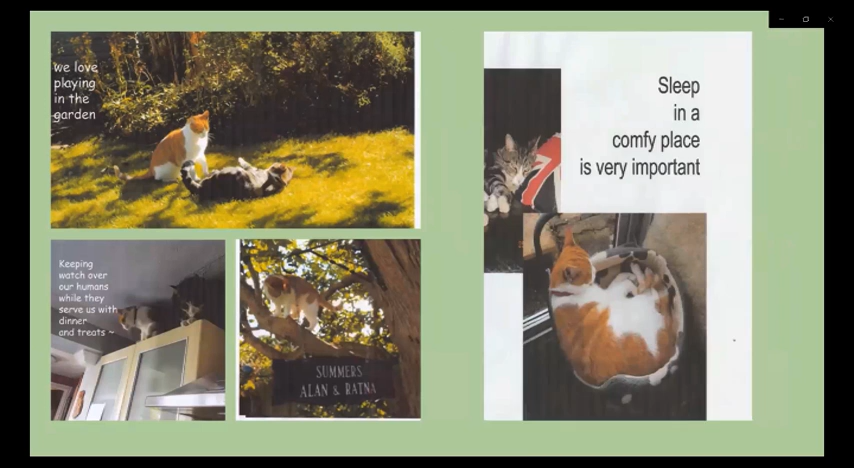 we love
playing
in the
garden
Keeping
watch over
our humans
while they
serve us with
dinner
and treats ~
SUMMERS
ALAN & RATNA
Sleep
in a
comfy place
is very important